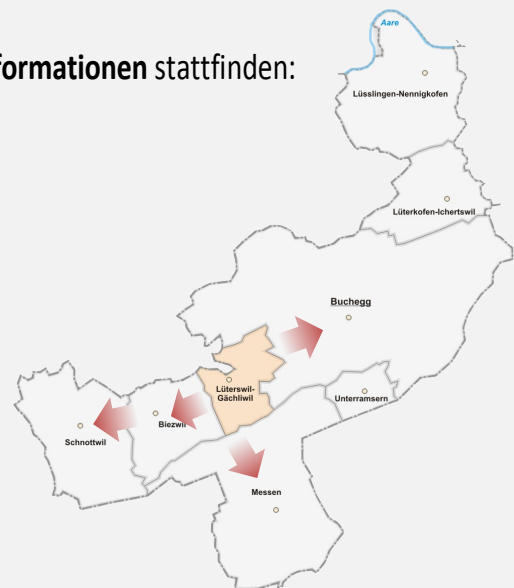 formationen stattfinden:
Aare
Lüsslingen-Nennigkofen
Lüterkofen-Ichertswil
Buchegg
Lüterswil-
Gächliwil
Unterramsern
Biezwil
Schnottwil
Messen